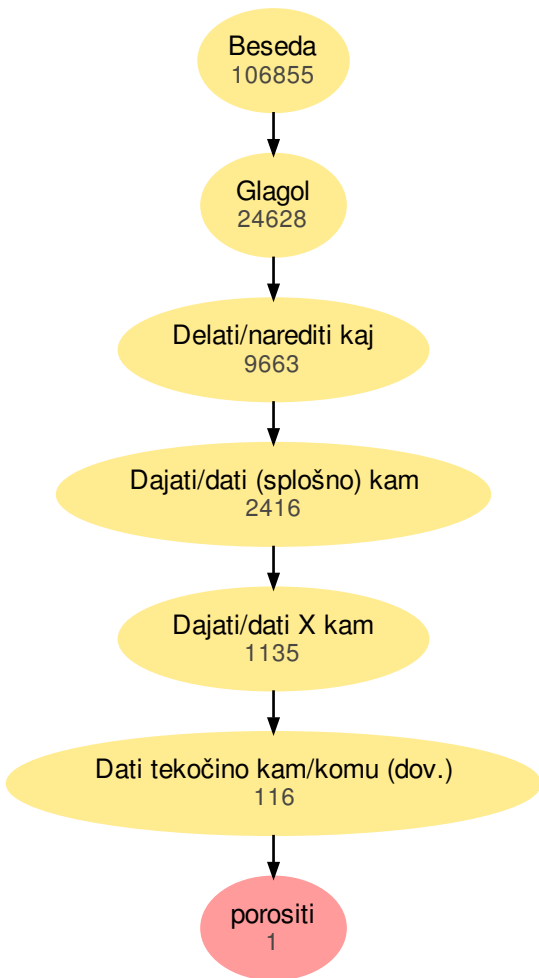 Beseda
106855
Glagol
24628
Delati/narediti kaj
9663
Dajati/dati (splošno) kam
2416
Dajati/dati X kam
1135
Dati tekočino kam/komu (dov.)
116
porositi
1